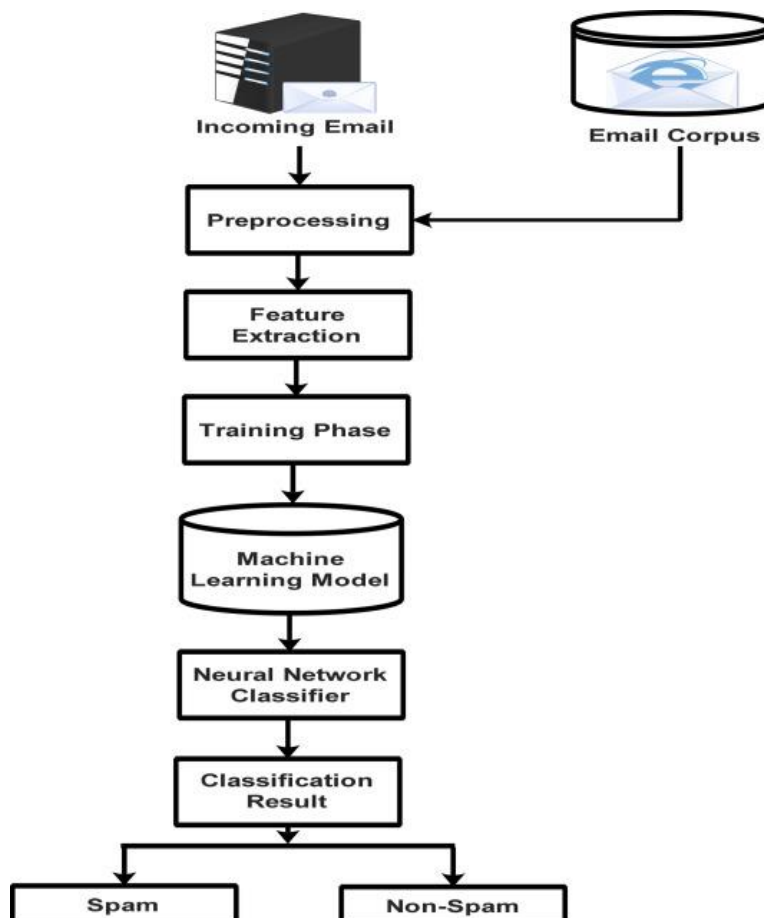 Incoming Email
Email Corpus
Preprocessing
Feature
Extraction
Training Phase
Machine
Learning Model
Neural Network
Classifier
Classification
Result
Spam
Non-Spam